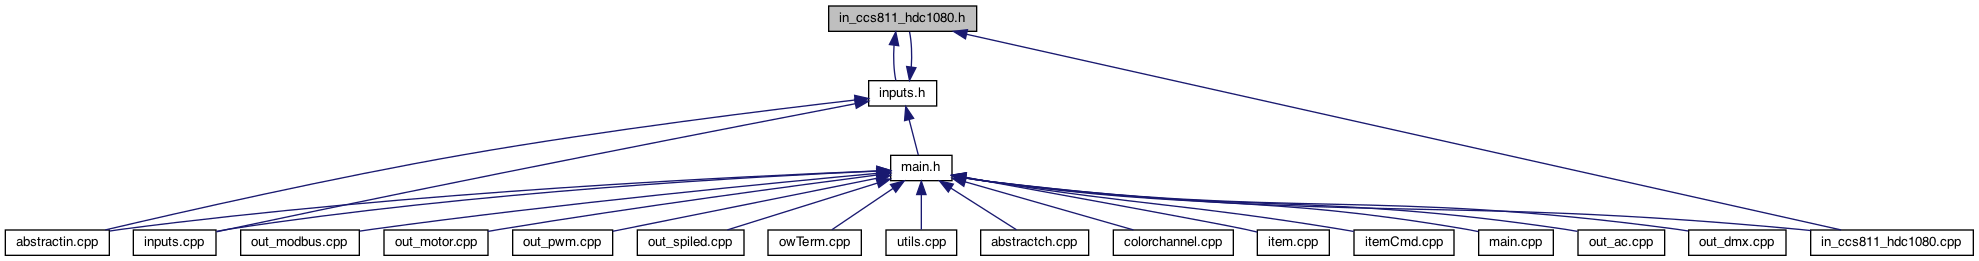 in_ccs811_hdc1080.h
inputs.h
main.h
abstractin.cpp
inputs.cpp
out_modbus.cpp
out_motor.cpp
out_pwm.cpp
out_spiled.cpp
owTerm.cpp
utils.cpp
abstractch.cpp
colorchannel.cpp
item.cpp
itemCmd.cpp
main.cpp
out_ac.cpp
out_dmx.cpp
in_ccs811_hdc1080.cpp